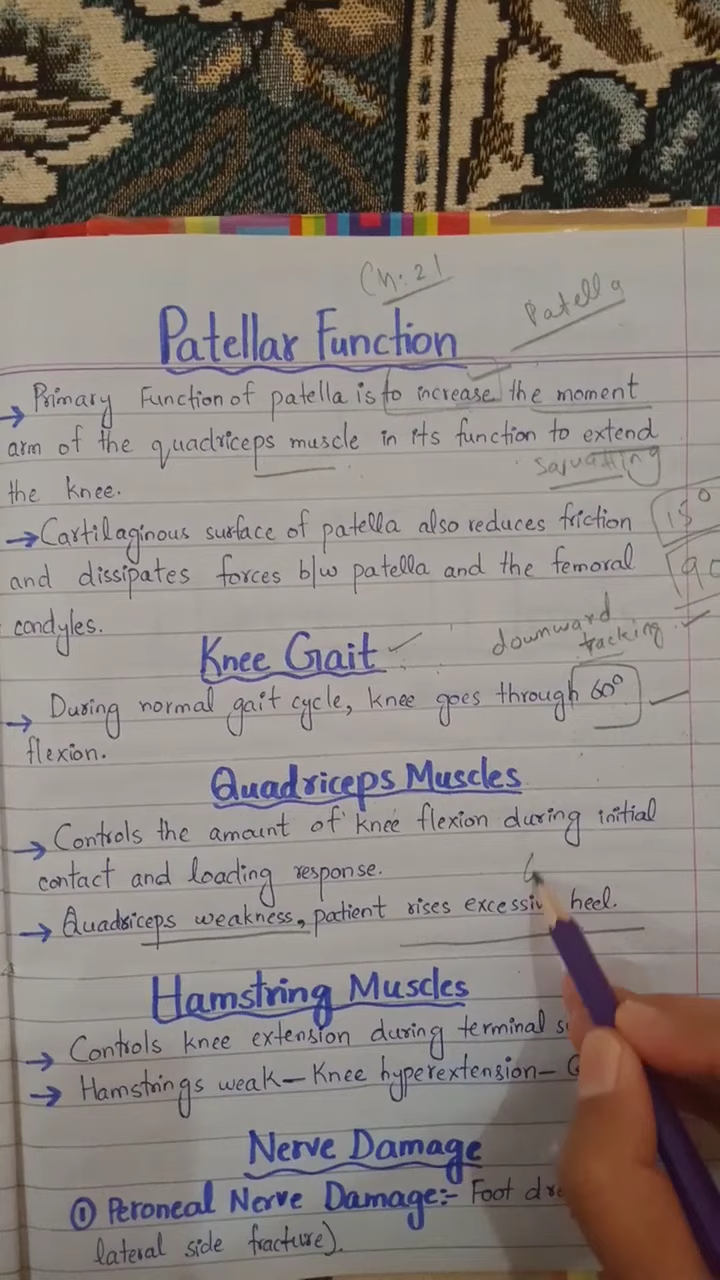 Ch. 21
Patella
Patellar Function
→ Primary Function of patella is to increase the moment
arm of the quadriceps muscle in its function to extend
the knee.
→ Cartilaginous surface of patella also reduces friction
15°
and dissipates forces b/w patella and the femoral
condyles.
downward
tracking
Knee Gait
→ During normal gait cycle, knee goes through 60°
flexion.
Quadriceps Muscles
→ Controls the amount of knee flexion during initial
contact and loading response.
→ Quadriceps weakness, patient rises heel.
Hamstring Muscles
→ Controls knee extension during terminal
→ Hamstrings weak — Knee hyperextension —
Nerve Damage
① Peroneal Nerve Damage:- Foot
lateral side fracture).